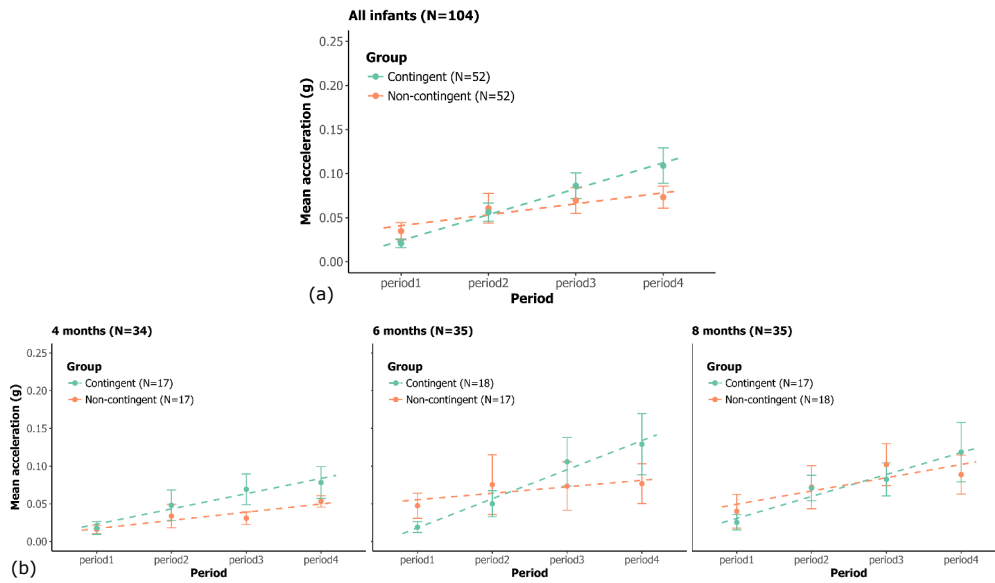 All infants (N=104)
0.25
0.20
0.15
0.10
0.05
0.00
Mean acceleration (g)
Group
Contingent (N=52)
Non-contingent (N=52)
period1 period2 period3 period4
Period
(a)
4 months (N=34)
6 months (N=35)
8 months (N=35)
0.25
0.20
0.15
0.10
0.05
0.00
Mean acceleration (g)
Group
Contingent (N=17)
Non-contingent (N=17)
Group
Contingent (N=18)
Non-contingent (N=17)
Group
Contingent (N=17)
Non-contingent (N=18)
period1 period2 period3 period4
period1 period2 period3 period4
period1 period2 period3 period4
Period
Period
Period
(b)